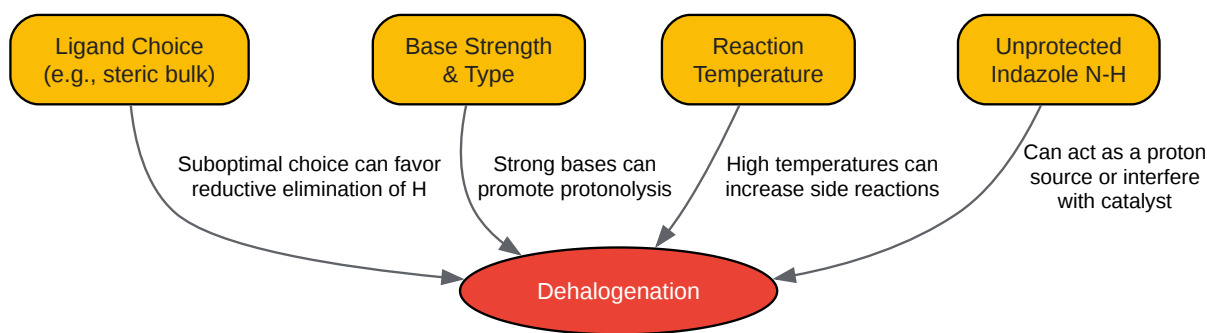 Ligand Choice
(e.g., steric bulk)
Base Strength
& Type
Reaction
Temperature
Unprotected
Indazole N-H
Suboptimal choice can favor
reductive elimination of H
Strong bases can
promote protonolysis
High temperatures can
increase side reactions
Can act as a proton
source or interfere
with catalyst
Dehalogenation